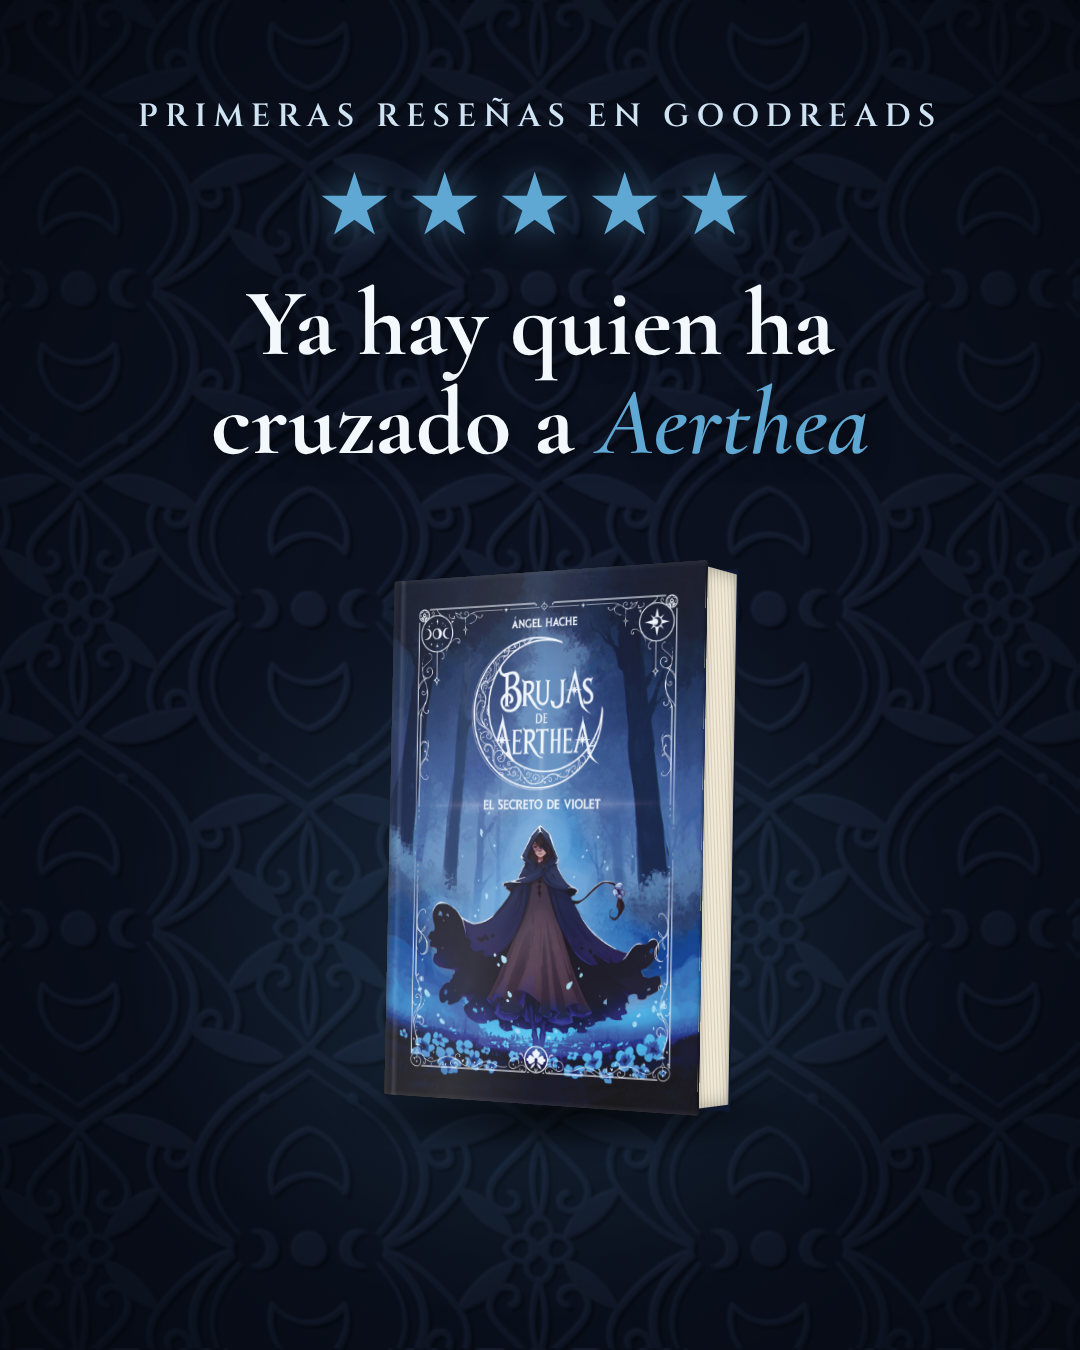 PRIMERAS RESEÑAS EN GOODREADS
Ya hay quien ha
cruzado a Aerthea
ÁNGEL HACHE
BRUJAS
DE
AERTHEA
EL SECRETO DE VIOLET